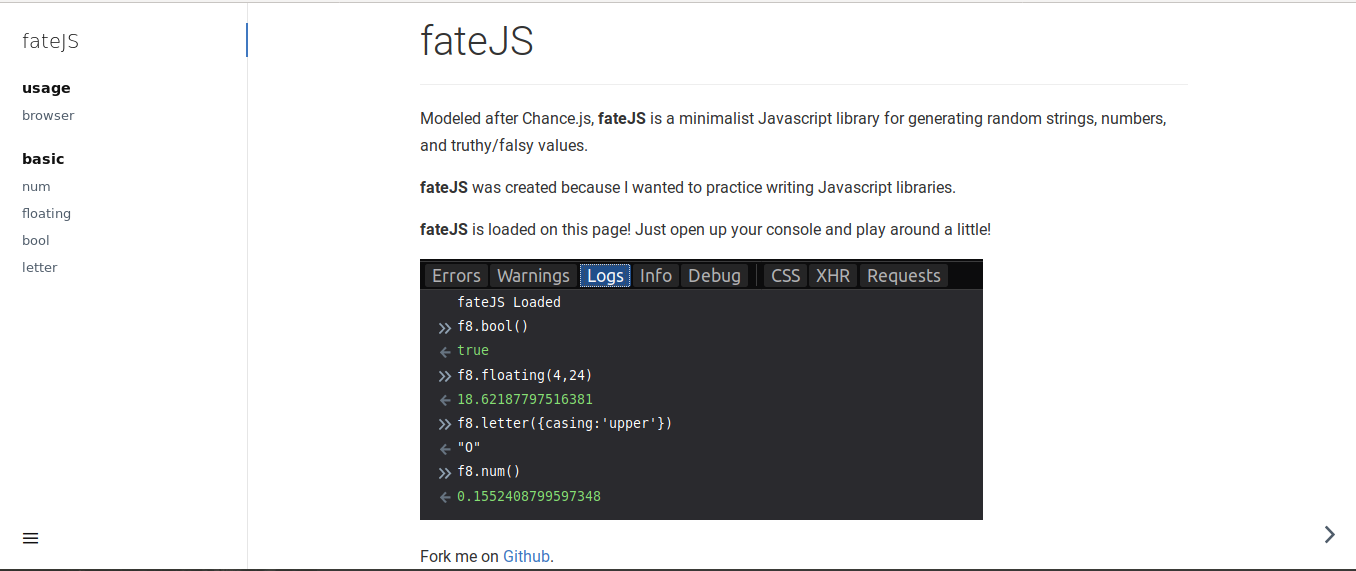 fateJS
usage
browser
basic
num
floating
bool
letter
fateJS
Modeled after Chance.js, fateJS is a minimalist Javascript library for generating random strings, numbers,
and truthy/falsy values.
fateJS was created because I wanted to practice writing Javascript libraries.
fateJS is loaded on this page! Just open up your console and play around a little!
Errors Warnings Logs Info Debug CSS XHR Requests
fateJS Loaded
f8.bool()
true
f8.floating(4,24)
18.62187797516381
f8.letter({casing:'upper'})
"O"
f8.num()
0.1552408799597348
Fork me on Github.